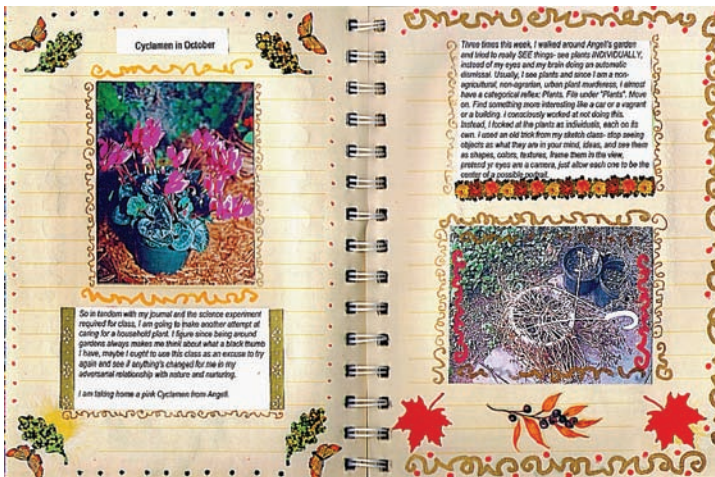 Cyclamen in October
So in tandom with my journal and the science experiment
required for class, I am going to make another attempt at
caring for a household plant. I figure since being around
gardens always makes me think about what a black thumb
I have, maybe I ought to use this class as an excuse to try
again and see if anything's changed for me in my
adversarial relationship with nature and nurturing.
I am taking home a pink Cyclamen from Angell.
Three times this week, I walked around Angell's garden
and tried to really SEE things- see plants INDIVIDUALLY,
instead of my eyes and my brain doing an automatic
dismissal. Usually, I see plants and since I am a non-
agricultural, non-agrarian, urban plant murderess, I almost
have a categorical reflex: Plants. File under "Plants". Move
on. Find something more interesting like a car or a vagrant
or a building. I consciously worked at not doing this.
Instead, I looked at the plants as individuals, each on its
own. I used an old trick from my sketch class- stop seeing
objects as what they are in your mind, ideas, and see them
as shapes, colors, textures, frame them in the view,
pretend yr eyes are a camera, just allow each one to be the
center of a possible portrait.